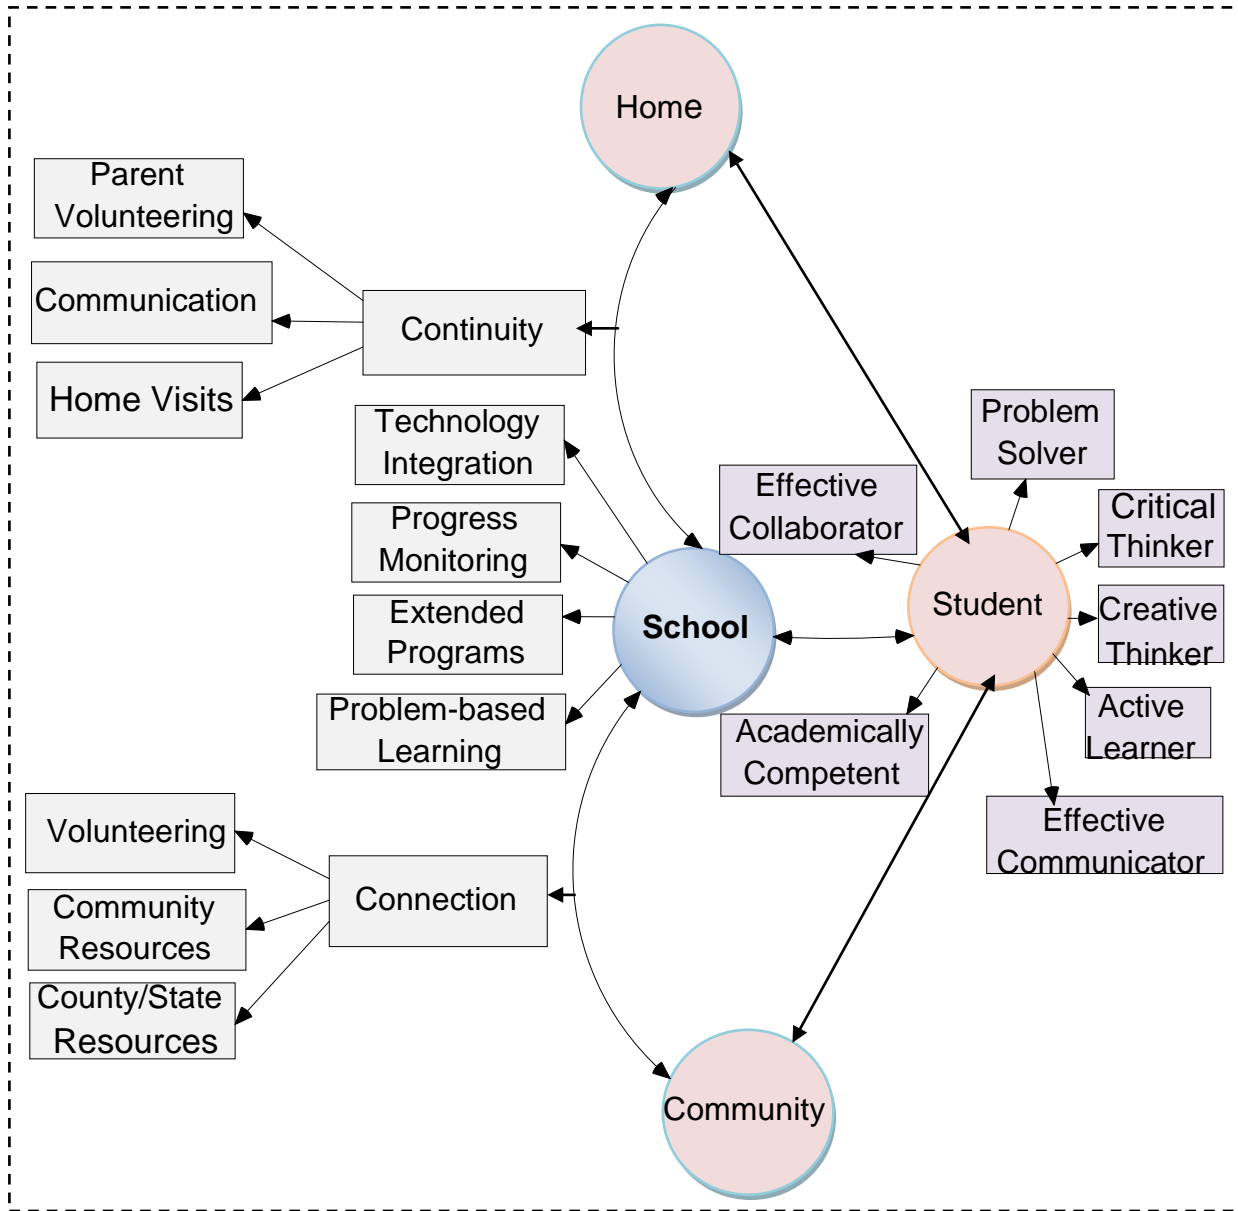 Home
Parent
Volunteering
Communication
Continuity
Home Visits
Technology
Integration
Progress
Monitoring
Extended
Programs
Problem-based
Learning
School
Effective
Collaborator
Problem
Solver
Critical
Thinker
Student
Creative
Thinker
Active
Learner
Academically
Competent
Effective
Communicator
Volunteering
Connection
Community
Resources
County/State
Resources
Community